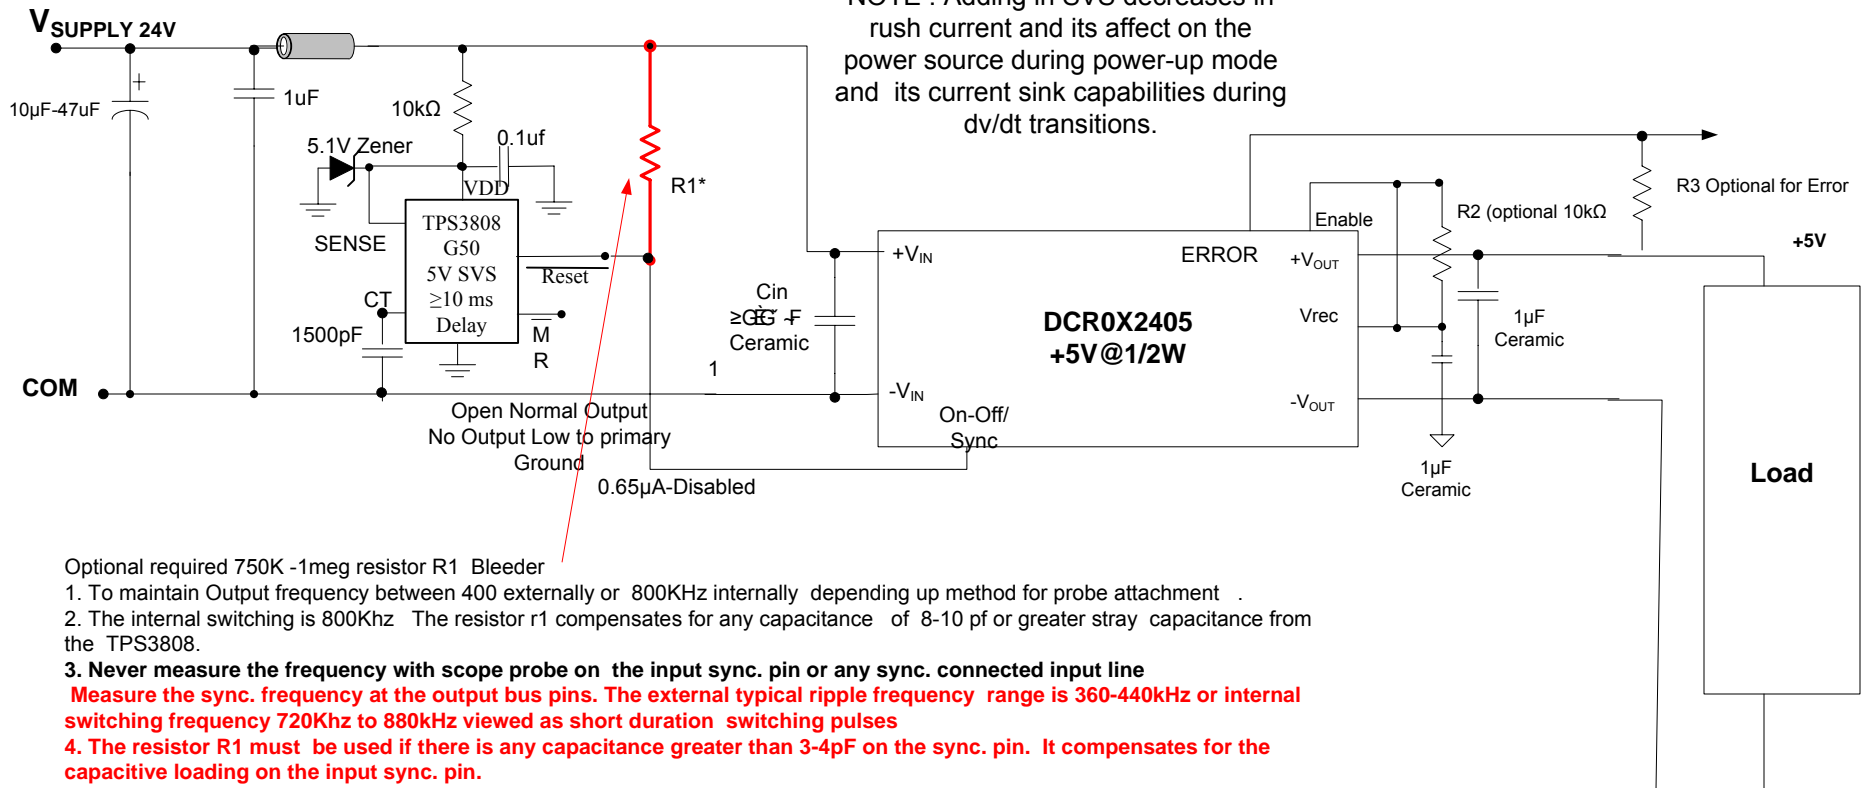 NOTE : Adding in SVS decreases in
rush current and its affect on the
power source during power-up mode
and its current sink capabilities during
dv/dt transitions.
VSUPPLY 24V
10µF-47uF
+
1uF
10kΩ
5.1V Zener
0.1uf
VDD
R1*
TPS3808
G50
5V SVS
≥10 ms
Delay
SENSE
Reset
CT
1500pF
M
R
COM
1
Cin
Ceramic
+VIN
-VIN
DCR0X2405
+5V@1/2W
On-Off/
Sync
ERROR
Enable
+VOUT
Vrec
-VOUT
R2 (optional 10kΩ
R3 Optional for Error
+5V
1µF
Ceramic
1µF
Ceramic
Load
Open Normal Output
No Output Low to primary
Ground
0.65µA-Disabled
Optional required 750K -1meg resistor R1 Bleeder
1. To maintain Output frequency between 400 externally or 800KHz internally depending up method for probe attachment .
2. The internal switching is 800Khz The resistor r1 compensates for any capacitance of 8-10 pf or greater stray capacitance from
the TPS3808.
3. Never measure the frequency with scope probe on the input sync. pin or any sync. connected input line
Measure the sync. frequency at the output bus pins. The external typical ripple frequency range is 360-440kHz or internal
switching frequency 720Khz to 880kHz viewed as short duration switching pulses
4. The resistor R1 must be used if there is any capacitance greater than 3-4pF on the sync. pin. It compensates for the
capacitive loading on the input sync. pin.